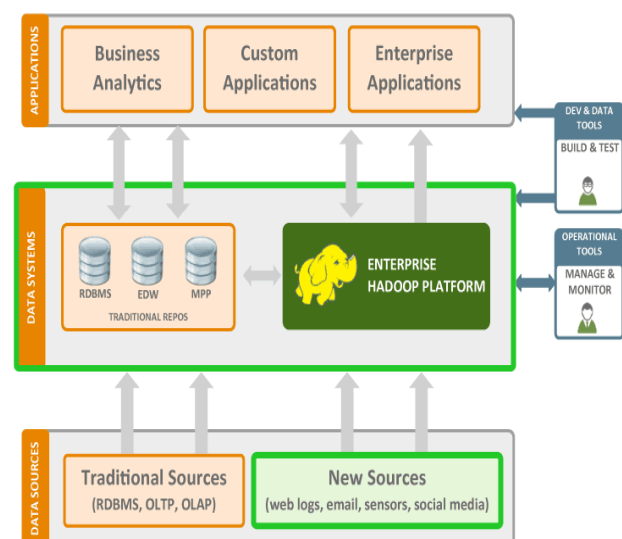 APPLICATIONS
Business
Analytics
Custom
Applications
Enterprise
Applications
DEV & DATA
TOOLS
BUILD & TEST
DATA SYSTEMS
RDBMS
EDW
MPP
TRADITIONAL REPOS
ENTERPRISE
HADOOP PLATFORM
OPERATIONAL
TOOLS
MANAGE &
MONITOR
DATA SOURCES
Traditional Sources
(RDBMS, OLTP, OLAP)
New Sources
(web logs, email, sensors, social media)